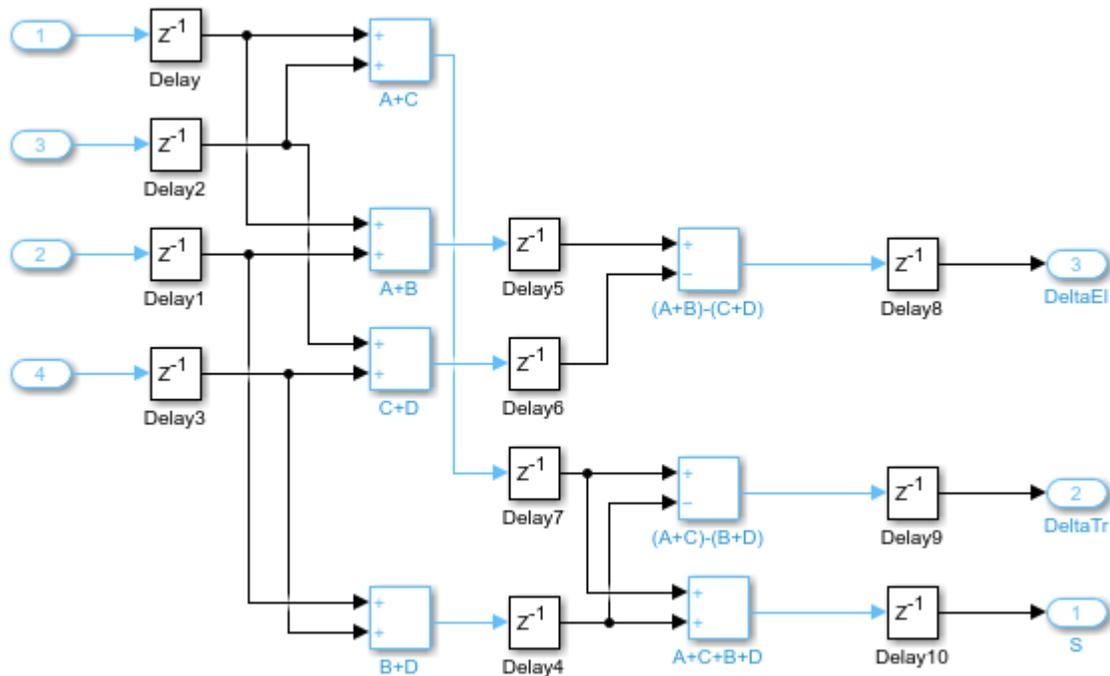 1
z-1
Delay
+
+
A+C
3
z-1
Delay2
2
z-1
Delay1
+
+
A+B
z-1
Delay5
+
−
(A+B)-(C+D)
z-1
Delay8
3
DeltaEl
4
z-1
Delay3
+
+
C+D
z-1
Delay6
z-1
Delay7
+
−
(A+C)-(B+D)
z-1
Delay9
2
DeltaTr
+
+
B+D
z-1
Delay4
+
+
A+C+B+D
z-1
Delay10
1
S